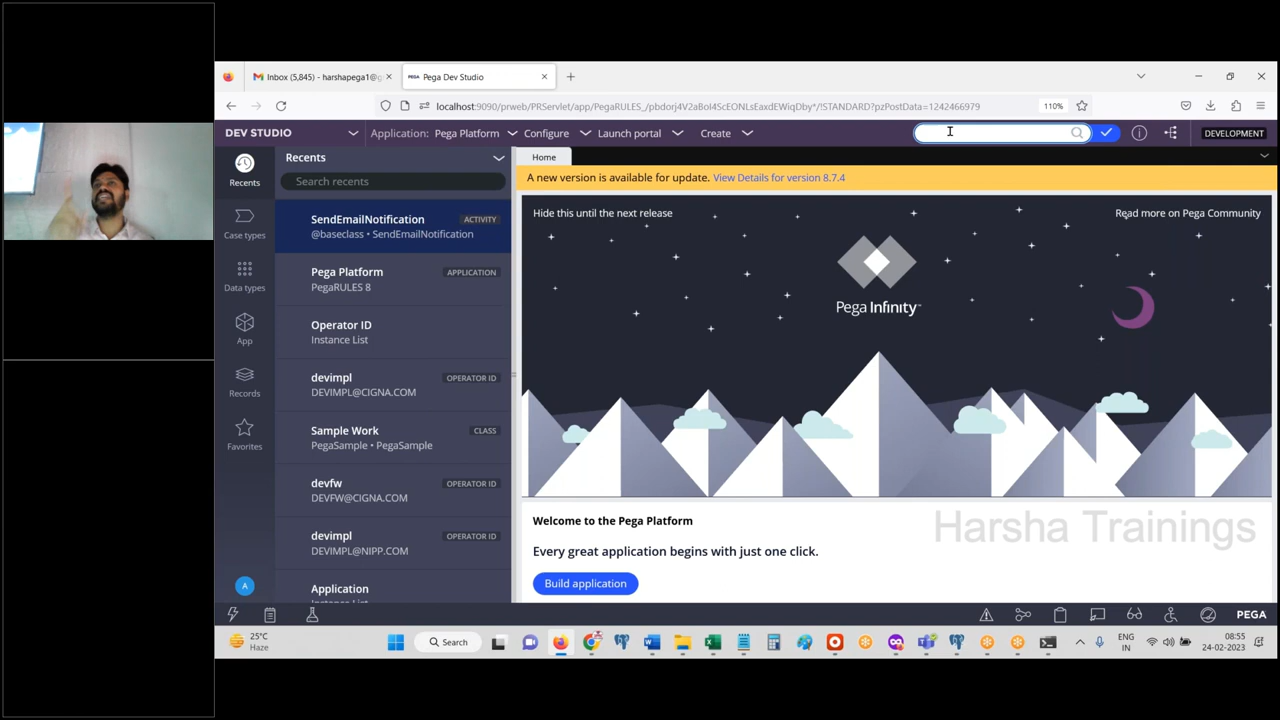 Inbox (5,845) - harshapega1@g
PEGA Pega Dev Studio
localhost:9090/prweb/PRServlet/app/PegaRULES_/pbdorj4V2aBoI4ScEONLsEaxdEWiqDby*/!STANDARD?pzPostData=1242466979
110%
DEV STUDIO
Application: Pega Platform
Configure
Launch portal
Create
DEVELOPMENT
Recents
Case types
Data types
App
Records
Favorites
A
Recents
Search recents
SendEmailNotification ACTIVITY
@baseclass • SendEmailNotification
Pega Platform APPLICATION
PegaRULES 8
Operator ID
Instance List
devimpl OPERATOR ID
DEVIMPL@CIGNA.COM
Sample Work CLASS
PegaSample • PegaSample
devfw OPERATOR ID
DEVFW@CIGNA.COM
devimpl OPERATOR ID
DEVIMPL@NIPP.COM
Application
Instance List
Home
A new version is available for update. View Details for version 8.7.4
Hide this until the next release
Read more on Pega Community
Pega Infinity™
Welcome to the Pega Platform
Every great application begins with just one click.
Build application
Harsha Trainings
PEGA
25°C
Haze
Search
ENG
IN
08:55
24-02-2023